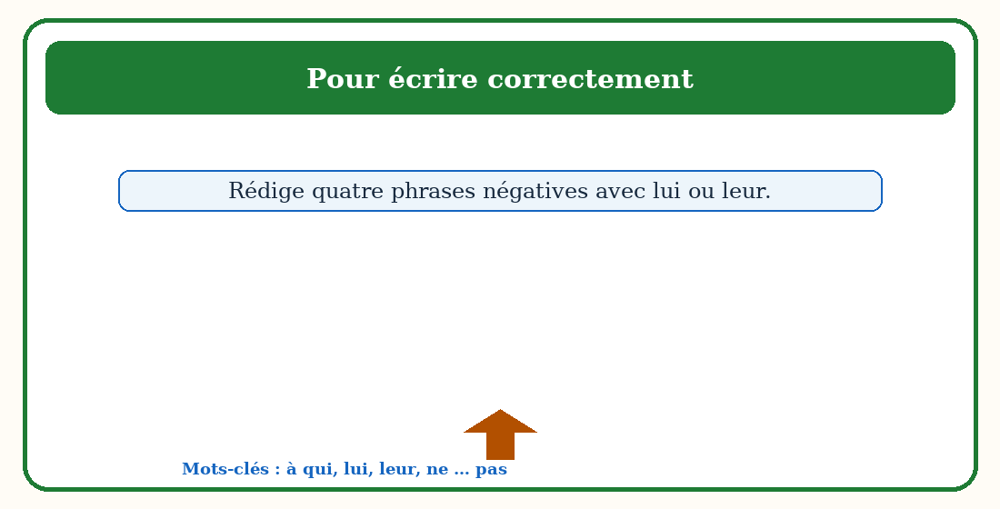 Pour écrire correctement
Rédige quatre phrases négatives avec lui ou leur.
Mots-clés : à qui, lui, leur, ne ... pas